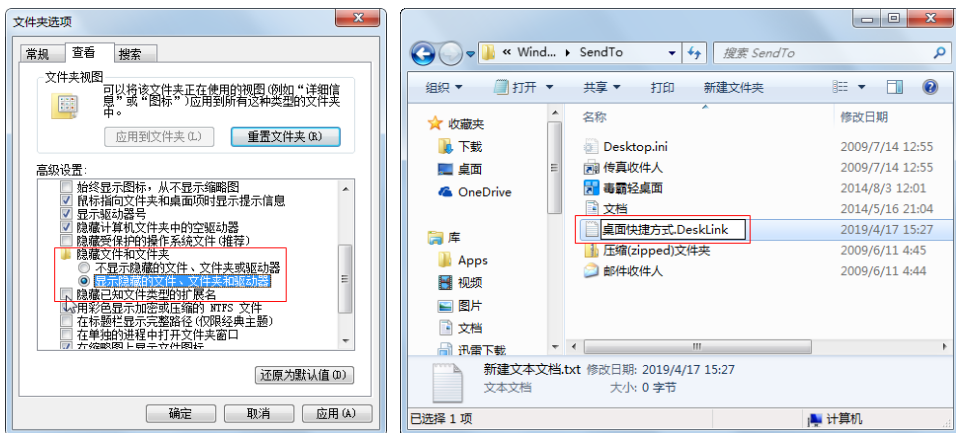 文件夹选项
常规 查看 搜索
文件夹视图
可以将该文件夹正在使用的视图(例如“详细信
息”或“图标”)应用到所有这种类型的文件夹
中。
应用到文件夹(L) 重置文件夹(R)
高级设置:
始终显示图标，从不显示缩略图
鼠标指向文件夹和桌面项时显示提示信息
显示驱动器号
隐藏计算机文件夹中的空驱动器
隐藏受保护的操作系统文件(推荐)
隐藏文件和文件夹
不显示隐藏的文件、文件夹或驱动器
显示隐藏的文件、文件夹和驱动器
隐藏已知文件类型的扩展名
用彩色显示加密或压缩的 NTFS 文件
在标题栏显示完整路径(仅限经典主题)
在单独的进程中打开文件夹窗口
在缩略图上显示文件图标
还原为默认值(D)
确定 取消 应用(A)
« Wind... SendTo 搜索 SendTo
组织 打开 共享 打印 新建文件夹
收藏夹
下载
桌面
OneDrive
库
Apps
视频
图片
文档
迅雷下载
名称 修改日期
Desktop.ini 2009/7/14 12:55
传真收件人 2009/7/14 12:55
毒霸轻桌面 2014/8/3 12:01
文档 2014/5/16 21:04
桌面快捷方式.DeskLink 2019/4/17 15:27
压缩(zipped)文件夹 2009/6/11 4:45
邮件收件人 2009/6/11 4:44
新建文本文档.txt 修改日期: 2019/4/17 15:27
文本文档 大小: 0 字节
已选择 1 项 计算机